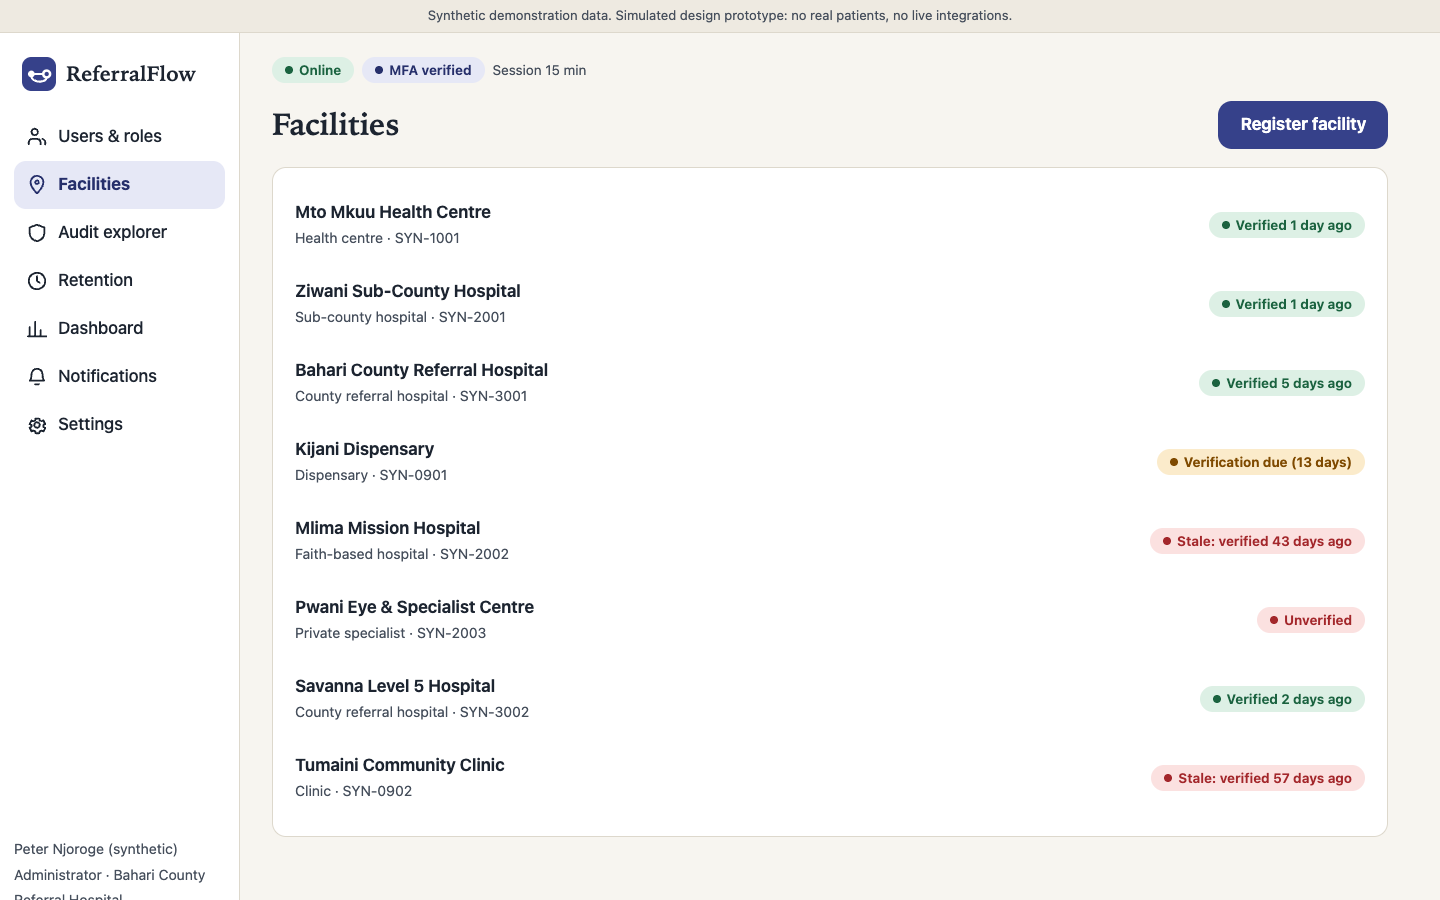 Synthetic demonstration data. Simulated design prototype: no real patients, no live integrations.
ReferralFlow
Users & roles
Facilities
Audit explorer
Retention
Dashboard
Notifications
Settings
Peter Njoroge (synthetic)
Administrator · Bahari County
Referral Hospital
Online
MFA verified
Session 15 min
Facilities
Register facility
Mto Mkuu Health Centre
Health centre · SYN-1001
Verified 1 day ago
Ziwani Sub-County Hospital
Sub-county hospital · SYN-2001
Verified 1 day ago
Bahari County Referral Hospital
County referral hospital · SYN-3001
Verified 5 days ago
Kijani Dispensary
Dispensary · SYN-0901
Verification due (13 days)
Mlima Mission Hospital
Faith-based hospital · SYN-2002
Stale: verified 43 days ago
Pwani Eye & Specialist Centre
Private specialist · SYN-2003
Unverified
Savanna Level 5 Hospital
County referral hospital · SYN-3002
Verified 2 days ago
Tumaini Community Clinic
Clinic · SYN-0902
Stale: verified 57 days ago